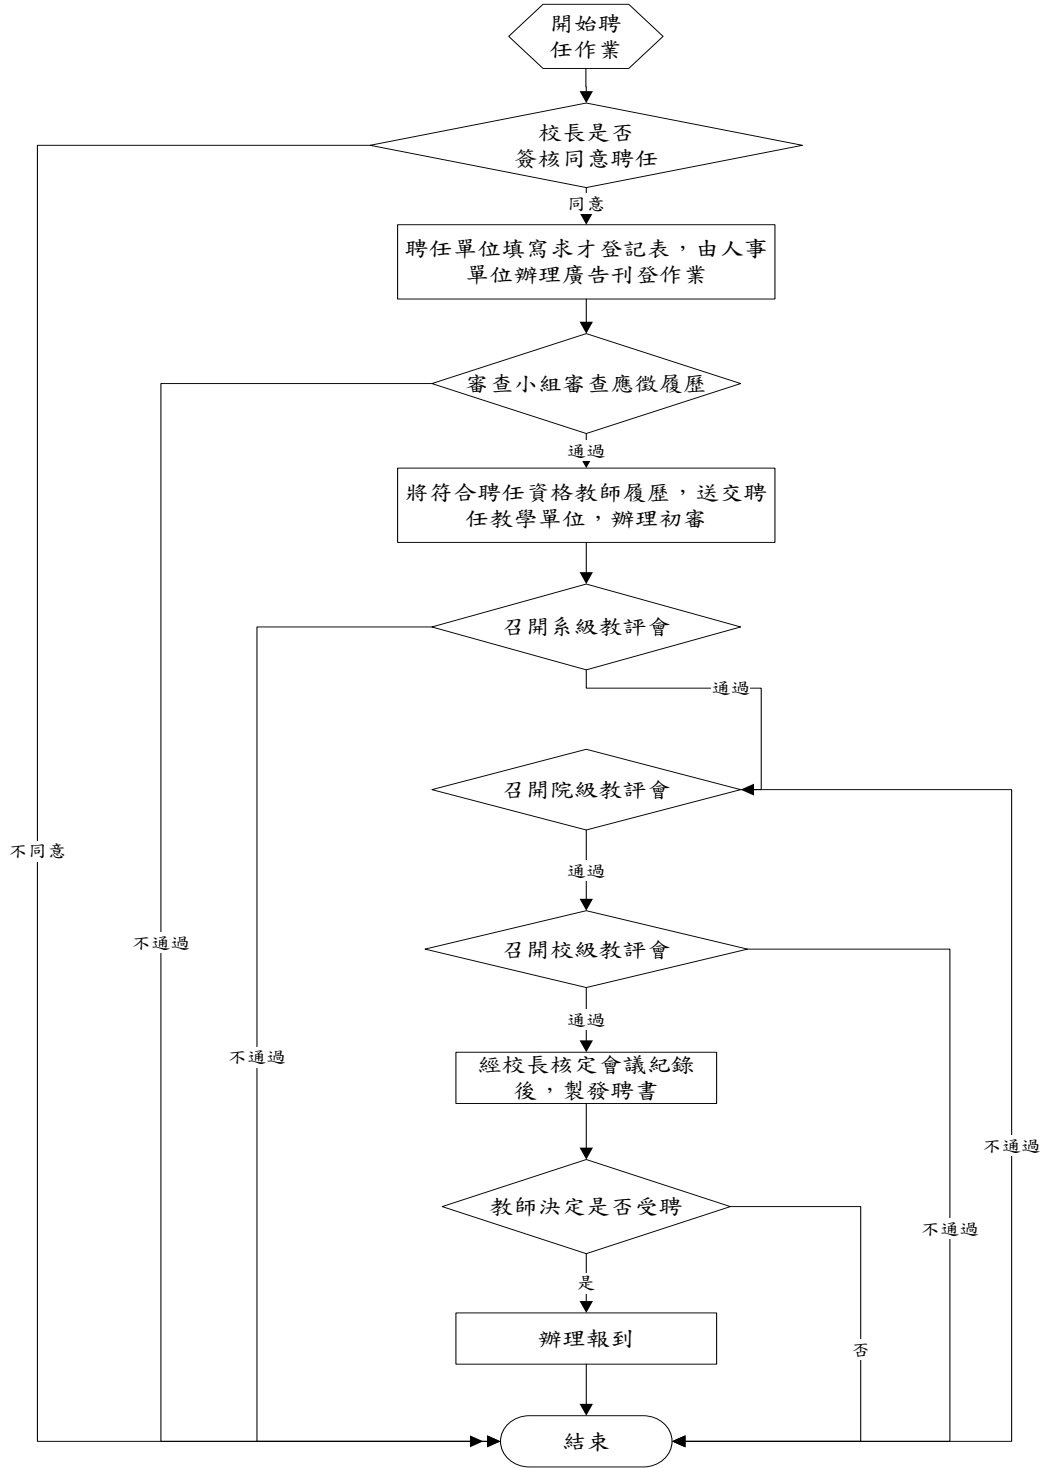 開始聘
任作業
校長是否
簽核同意聘任
同意
聘任單位填寫求才登記表，由人事
單位辦理廣告刊登作業
審查小組審查應徵履歷
通過
將符合聘任資格教師履歷，送交聘
任教學單位，辦理初審
召開系級教評會
通過
召開院級教評會
不同意
通過
不通過
召開校級教評會
通過
不通過
經校長核定會議紀錄
後，製發聘書
不通過
教師決定是否受聘
不通過
是
辦理報到
否
結束